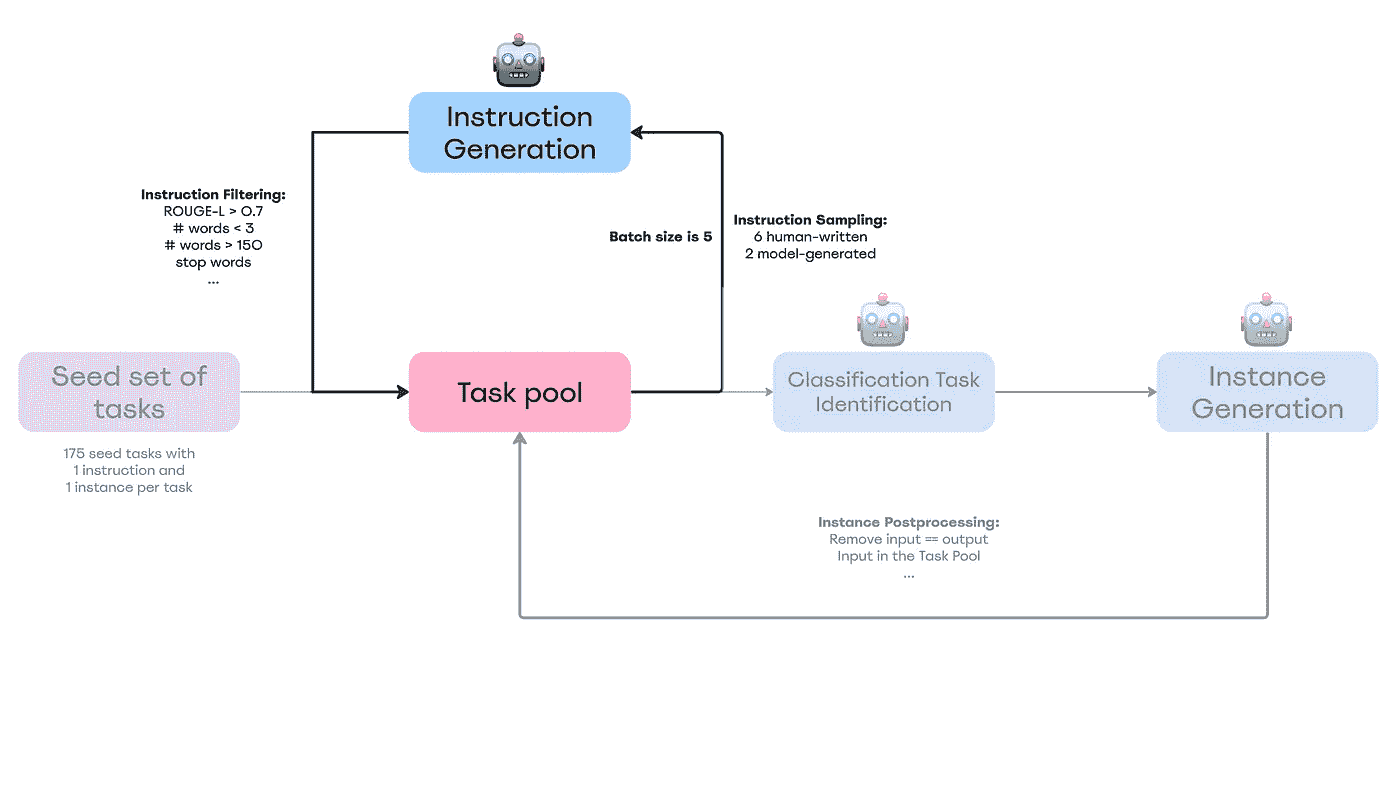 Instruction
Generation
Instruction Filtering:
ROUGE-L > 0.7
# words < 3
# words > 150
stop words
...
Batch size is 5
Instruction Sampling:
6 human-written
2 model-generated
Seed set of
tasks
175 seed tasks with
1 instruction and
1 instance per task
Task pool
Classification Task
Identification
Instance
Generation
Instance Postprocessing:
Remove input == output
Input in the Task Pool
...